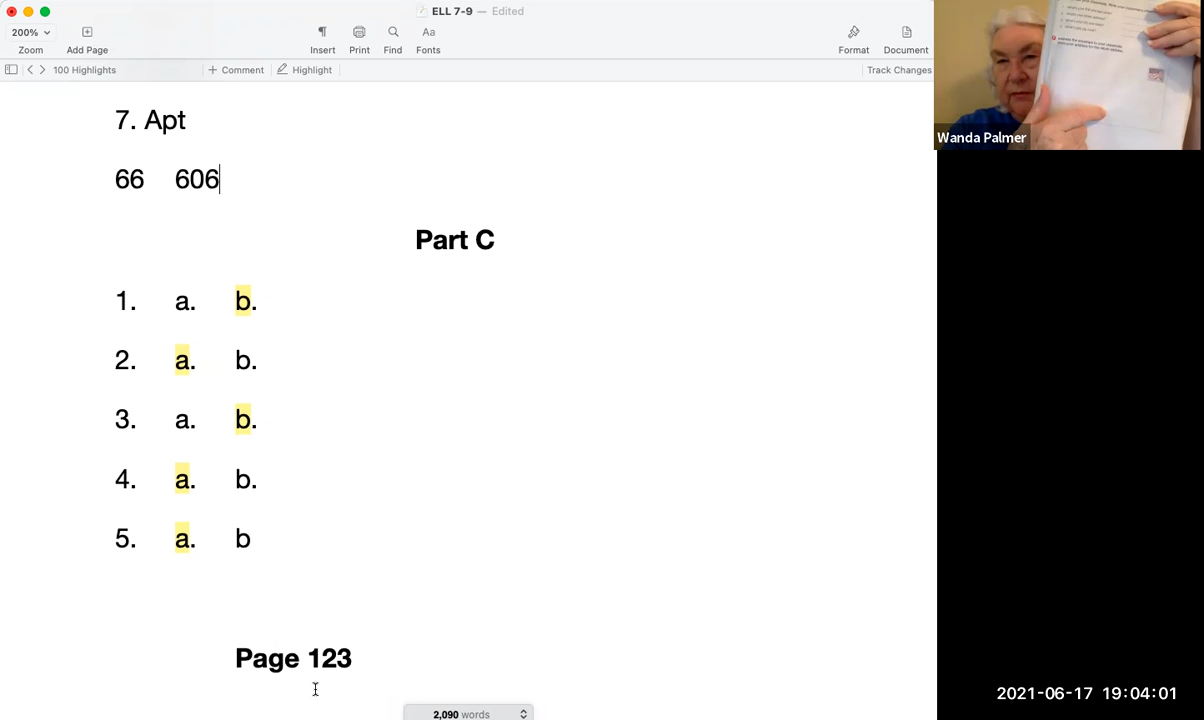 ELL 7-9 — Edited
200%
Zoom
Add Page
Insert
Print
Find
Fonts
Format
Document
100 Highlights
Comment
Highlight
Track Changes
7. Apt
66 606
Part C
1. a. b.
2. a. b.
3. a. b.
4. a. b.
5. a. b
Page 123
2,090 words
Wanda Palmer
2021-06-17 19:04:01